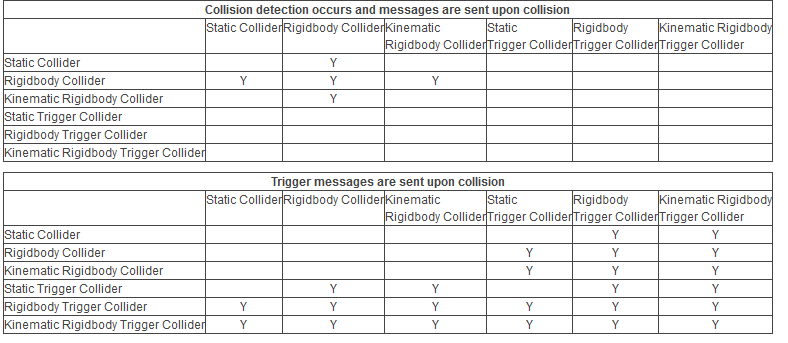 Collision detection occurs and messages are sent upon collision
Static Collider Rigidbody Collider Kinematic Static Rigidbody Kinematic Rigidbody
Rigidbody Collider Trigger Collider Trigger Collider Trigger Collider
Static Collider Y
Rigidbody Collider Y Y Y
Kinematic Rigidbody Collider Y
Static Trigger Collider
Rigidbody Trigger Collider
Kinematic Rigidbody Trigger Collider
Trigger messages are sent upon collision
Static Collider Rigidbody Collider Kinematic Static Rigidbody Kinematic Rigidbody
Rigidbody Collider Trigger Collider Trigger Collider Trigger Collider
Static Collider Y Y
Rigidbody Collider Y Y Y
Kinematic Rigidbody Collider Y Y Y
Static Trigger Collider Y Y Y Y
Rigidbody Trigger Collider Y Y Y Y Y Y
Kinematic Rigidbody Trigger Collider Y Y Y Y Y Y